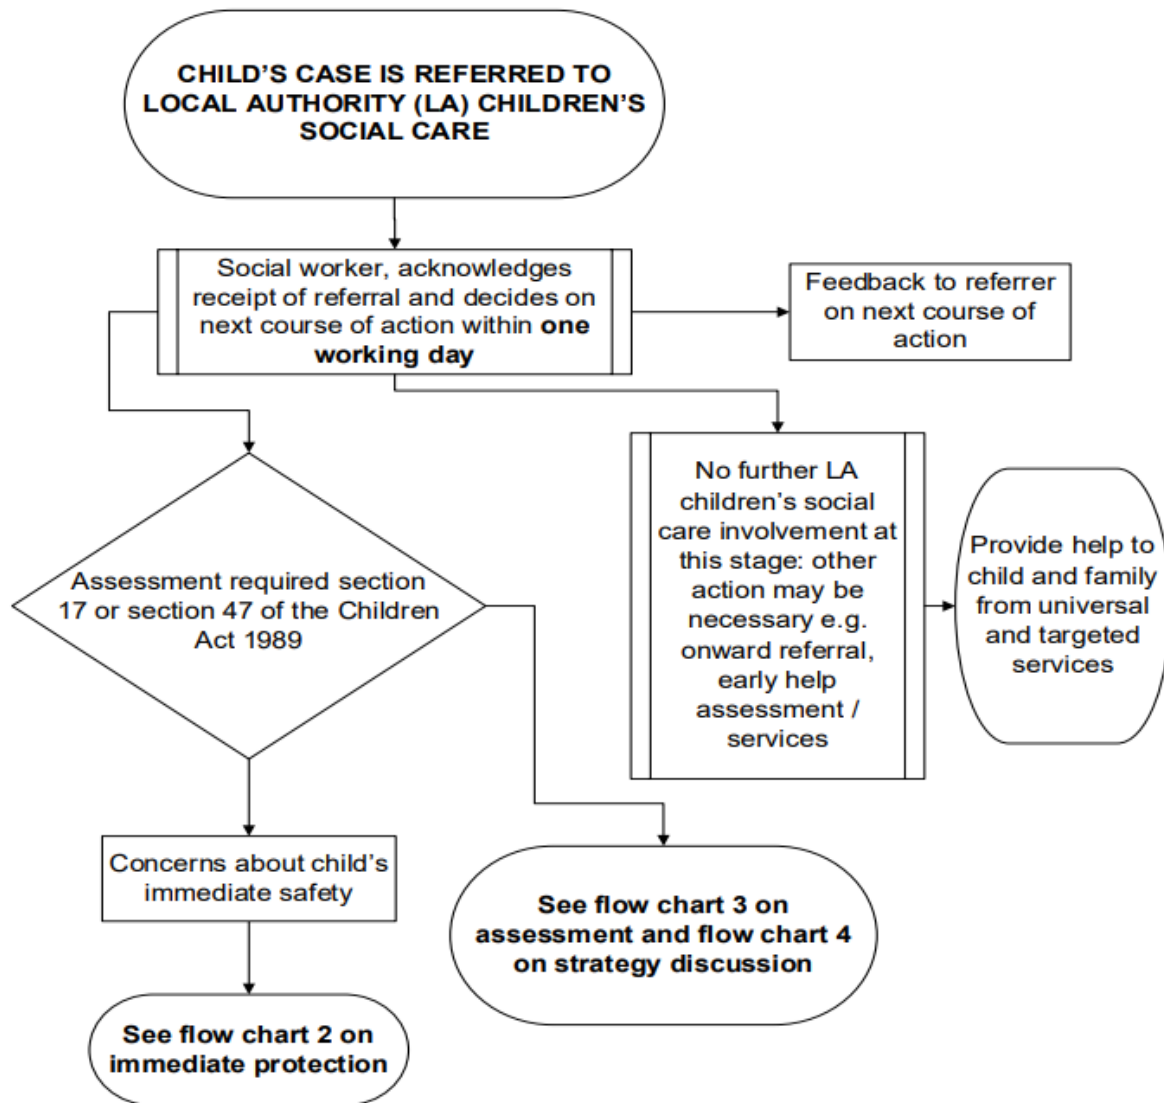 CHILD'S CASE IS REFERRED TO
LOCAL AUTHORITY (LA) CHILDREN'S
SOCIAL CARE
Social worker, acknowledges
receipt of referral and decides on
next course of action within one
working day
Feedback to referrer
on next course of
action
No further LA
children's social
care involvement at
this stage: other
action may be
necessary e.g.
onward referral,
early help
assessment /
services
Provide help to
child and family
from universal
and targeted
services
Assessment required section
17 or section 47 of the Children
Act 1989
Concerns about child's
immediate safety
See flow chart 3 on
assessment and flow chart 4
on strategy discussion
See flow chart 2 on
immediate protection